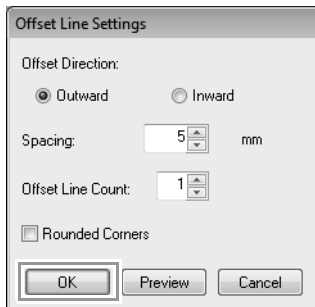 Offset Line Settings
Offset Direction:
Outward Inward
Spacing: 5 mm
Offset Line Count: 1
Rounded Corners
OK Preview Cancel